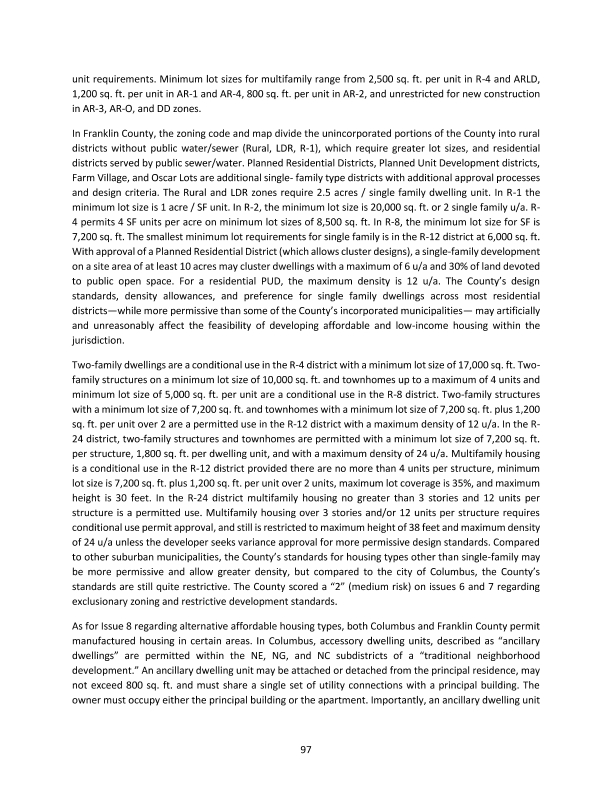 unit requirements. Minimum lot sizes for multifamily range from 2,500 sq. ft. per unit in R-4 and ARLD,
1,200 sq. ft. per unit in AR-1 and AR-4, 800 sq. ft. per unit in AR-2, and unrestricted for new construction
in AR-3, AR-O, and DD zones.
In Franklin County, the zoning code and map divide the unincorporated portions of the County into rural
districts without public water/sewer (Rural, LDR, R-1), which require greater lot sizes, and residential
districts served by public sewer/water. Planned Residential Districts, Planned Unit Development districts,
Farm Village, and Oscar Lots are additional single- family type districts with additional approval processes
and design criteria. The Rural and LDR zones require 2.5 acres / single family dwelling unit. In R-1 the
minimum lot size is 1 acre / SF unit. In R-2, the minimum lot size is 20,000 sq. ft. or 2 single family u/a. R-
4 permits 4 SF units per acre on minimum lot sizes of 8,500 sq. ft. In R-8, the minimum lot size for SF is
7,200 sq. ft. The smallest minimum lot requirements for single family is in the R-12 district at 6,000 sq. ft.
With approval of a Planned Residential District (which allows cluster designs), a single-family development
on a site area of at least 10 acres may cluster dwellings with a maximum of 6 u/a and 30% of land devoted
to public open space. For a residential PUD, the maximum density is 12 u/a. The County's design
standards, density allowances, and preference for single family dwellings across most residential
districts—while more permissive than some of the County's incorporated municipalities— may artificially
and unreasonably affect the feasibility of developing affordable and low-income housing within the
jurisdiction.
Two-family dwellings are a conditional use in the R-4 district with a minimum lot size of 17,000 sq. ft. Two-
family structures on a minimum lot size of 10,000 sq. ft. and townhomes up to a maximum of 4 units and
minimum lot size of 5,000 sq. ft. per unit are a conditional use in the R-8 district. Two-family structures
with a minimum lot size of 7,200 sq. ft. and townhomes with a minimum lot size of 7,200 sq. ft. plus 1,200
sq. ft. per unit over 2 are a permitted use in the R-12 district with a maximum density of 12 u/a. In the R-
24 district, two-family structures and townhomes are permitted with a minimum lot size of 7,200 sq. ft.
per structure, 1,800 sq. ft. per dwelling unit, and with a maximum density of 24 u/a. Multifamily housing
is a conditional use in the R-12 district provided there are no more than 4 units per structure, minimum
lot size is 7,200 sq. ft. plus 1,200 sq. ft. per unit over 2 units, maximum lot coverage is 35%, and maximum
height is 30 feet. In the R-24 district multifamily housing no greater than 3 stories and 12 units per
structure is a permitted use. Multifamily housing over 3 stories and/or 12 units per structure requires
conditional use permit approval, and still is restricted to maximum height of 38 feet and maximum density
of 24 u/a unless the developer seeks variance approval for more permissive design standards. Compared
to other suburban municipalities, the County's standards for housing types other than single-family may
be more permissive and allow greater density, but compared to the city of Columbus, the County's
standards are still quite restrictive. The County scored a “2” (medium risk) on issues 6 and 7 regarding
exclusionary zoning and restrictive development standards.
As for Issue 8 regarding alternative affordable housing types, both Columbus and Franklin County permit
manufactured housing in certain areas. In Columbus, accessory dwelling units, described as “ancillary
dwellings” are permitted within the NE, NG, and NC subdistricts of a “traditional neighborhood
development.” An ancillary dwelling unit may be attached or detached from the principal residence, may
not exceed 800 sq. ft. and must share a single set of utility connections with a principal building. The
owner must occupy either the principal building or the apartment. Importantly, an ancillary dwelling unit
97